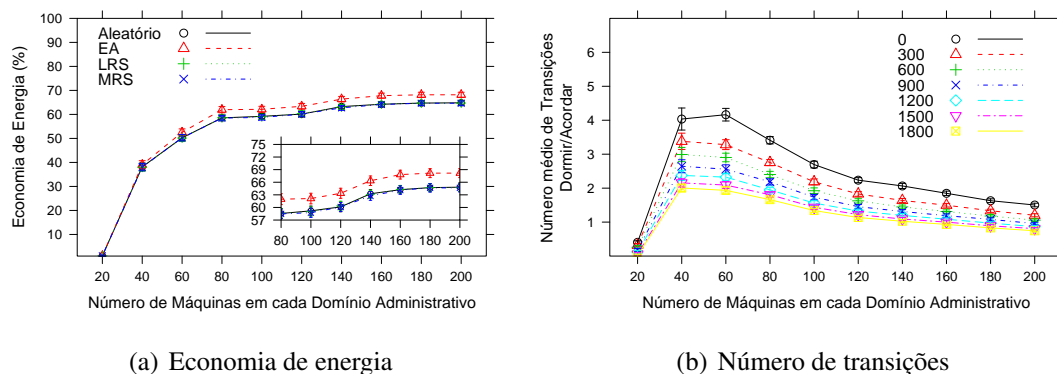 100
90
80
70
60
50
40
30
20
10
Economia de Energia (%)
Aleatório
EA
LRS
MRS
75
72
69
66
63
60
57
80 100 120 140 160 180 200
20 40 60 80 100 120 140 160 180 200
Número de Máquinas em cada Domínio Administrativo
(a) Economia de energia
6
5
4
3
2
1
Número médio de Transições
Dormir/Acordar
0
300
600
900
1200
1500
1800
20 40 60 80 100 120 140 160 180 200
Número de Máquinas em cada Domínio Administrativo
(b) Número de transições